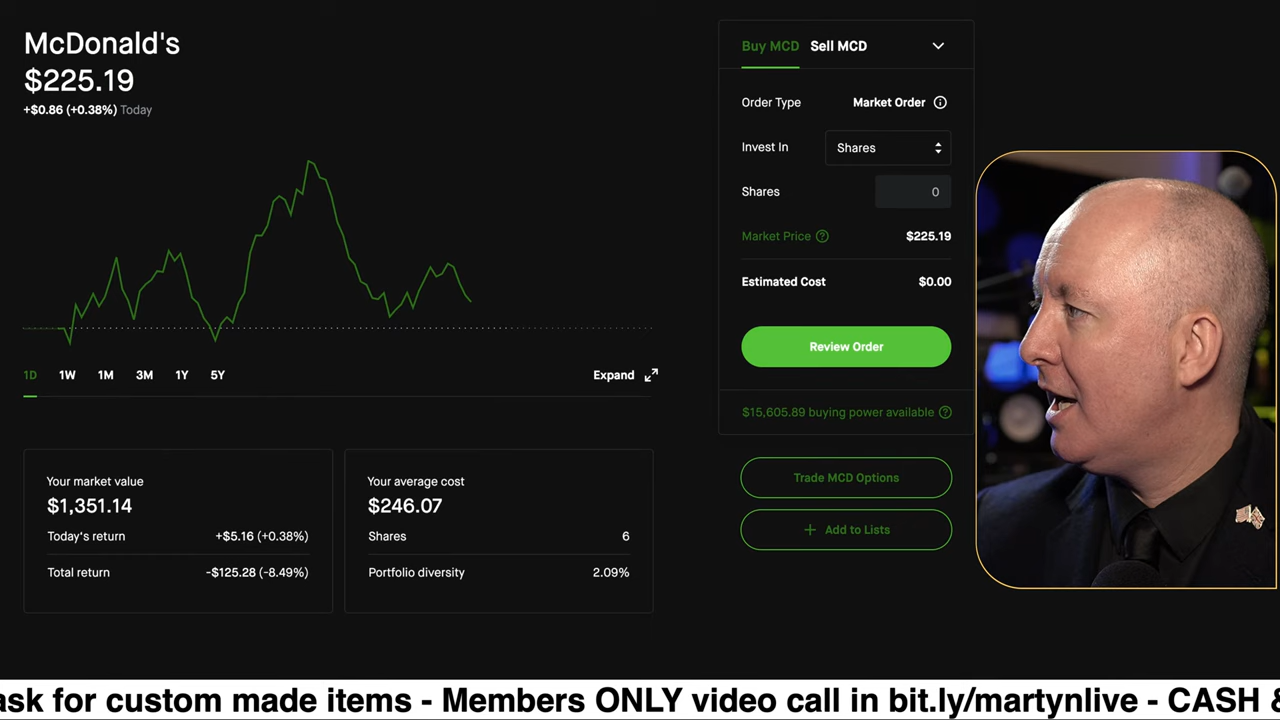 McDonald's
$225.19
+$0.86 (+0.38%) Today
1D 1W 1M 3M 1Y 5Y
Expand
Your market value
$1,351.14
Today's return +$5.16 (+0.38%)
Total return -$125.28 (-8.49%)
Your average cost
$246.07
Shares 6
Portfolio diversity 2.09%
Buy MCD Sell MCD
Order Type Market Order
Invest In Shares
Shares 0
Market Price $225.19
Estimated Cost $0.00
Review Order
$15,605.89 buying power available
Trade MCD Options
+ Add to Lists
ask for custom made items - Members ONLY video call in bit.ly/martynlive - CASH &